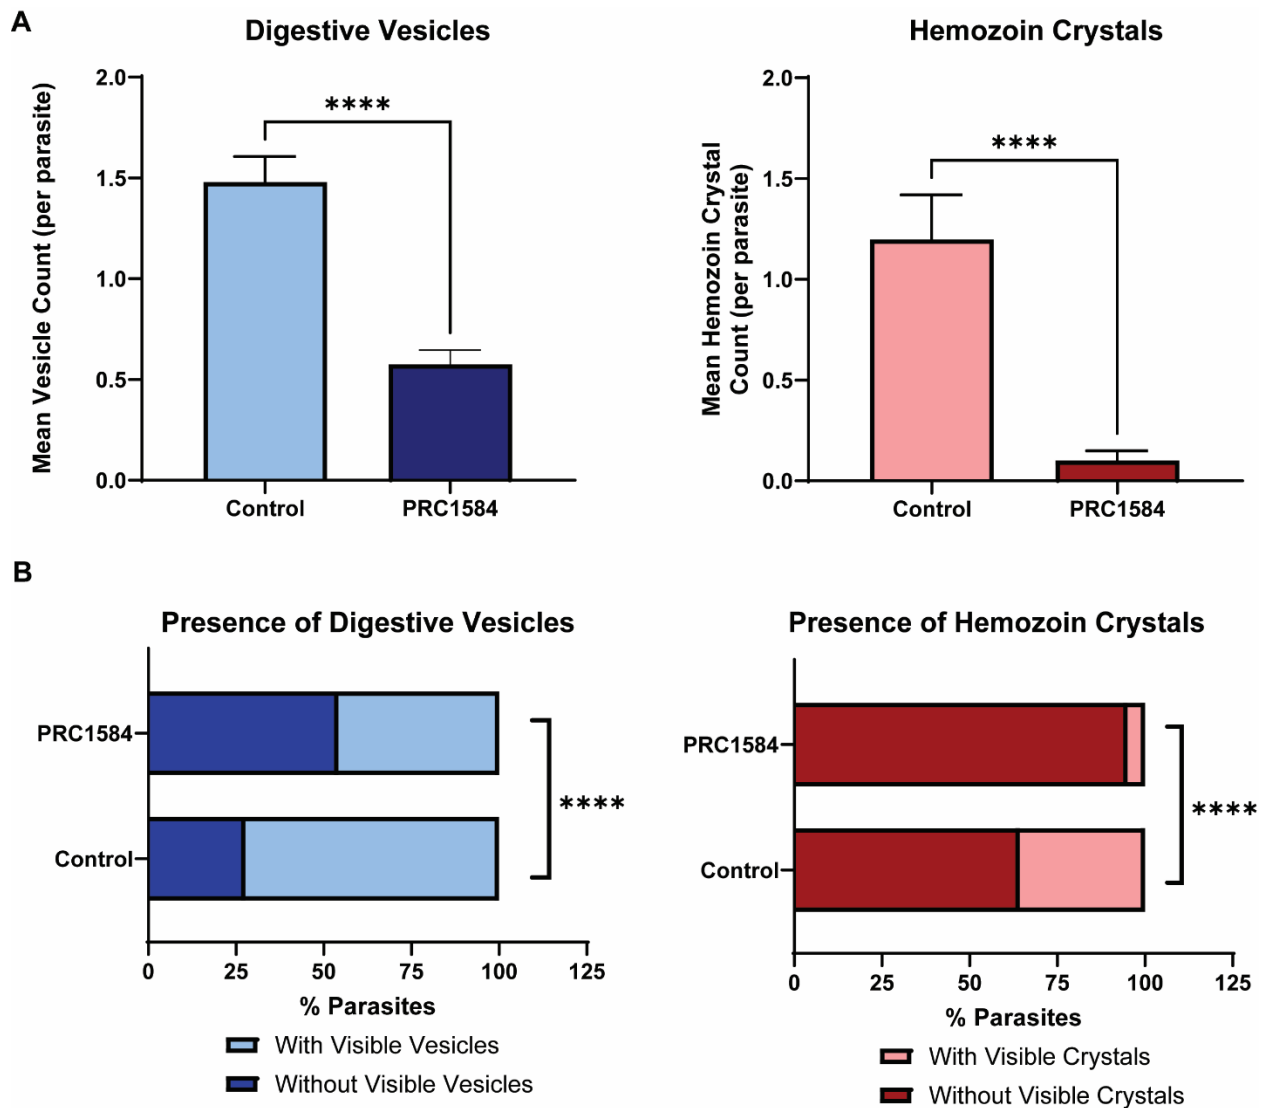 A
Digestive Vesicles
Mean Vesicle Count (per parasite)
2.0
1.5
1.0
0.5
0.0
****
Control
PRC1584
Hemozoin Crystals
Mean Hemozoin Crystal
Count (per parasite)
2.0
1.5
1.0
0.5
0.0
****
Control
PRC1584
B
Presence of Digestive Vesicles
PRC1584
Control
****
0 25 50 75 100 125
% Parasites
With Visible Vesicles
Without Visible Vesicles
Presence of Hemozoin Crystals
PRC1584
Control
****
0 25 50 75 100 125
% Parasites
With Visible Crystals
Without Visible Crystals